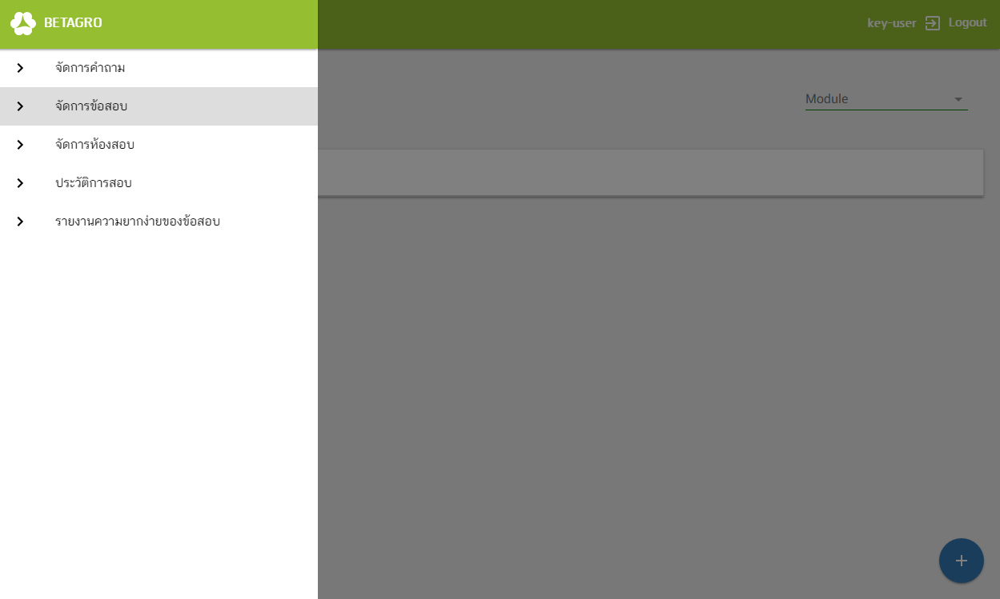 BETAGRO
key-user Logout
จัดการคำถาม
จัดการข้อสอบ
จัดการห้องสอบ
ประวัติการสอบ
รายงานความยากง่ายของข้อสอบ
Module